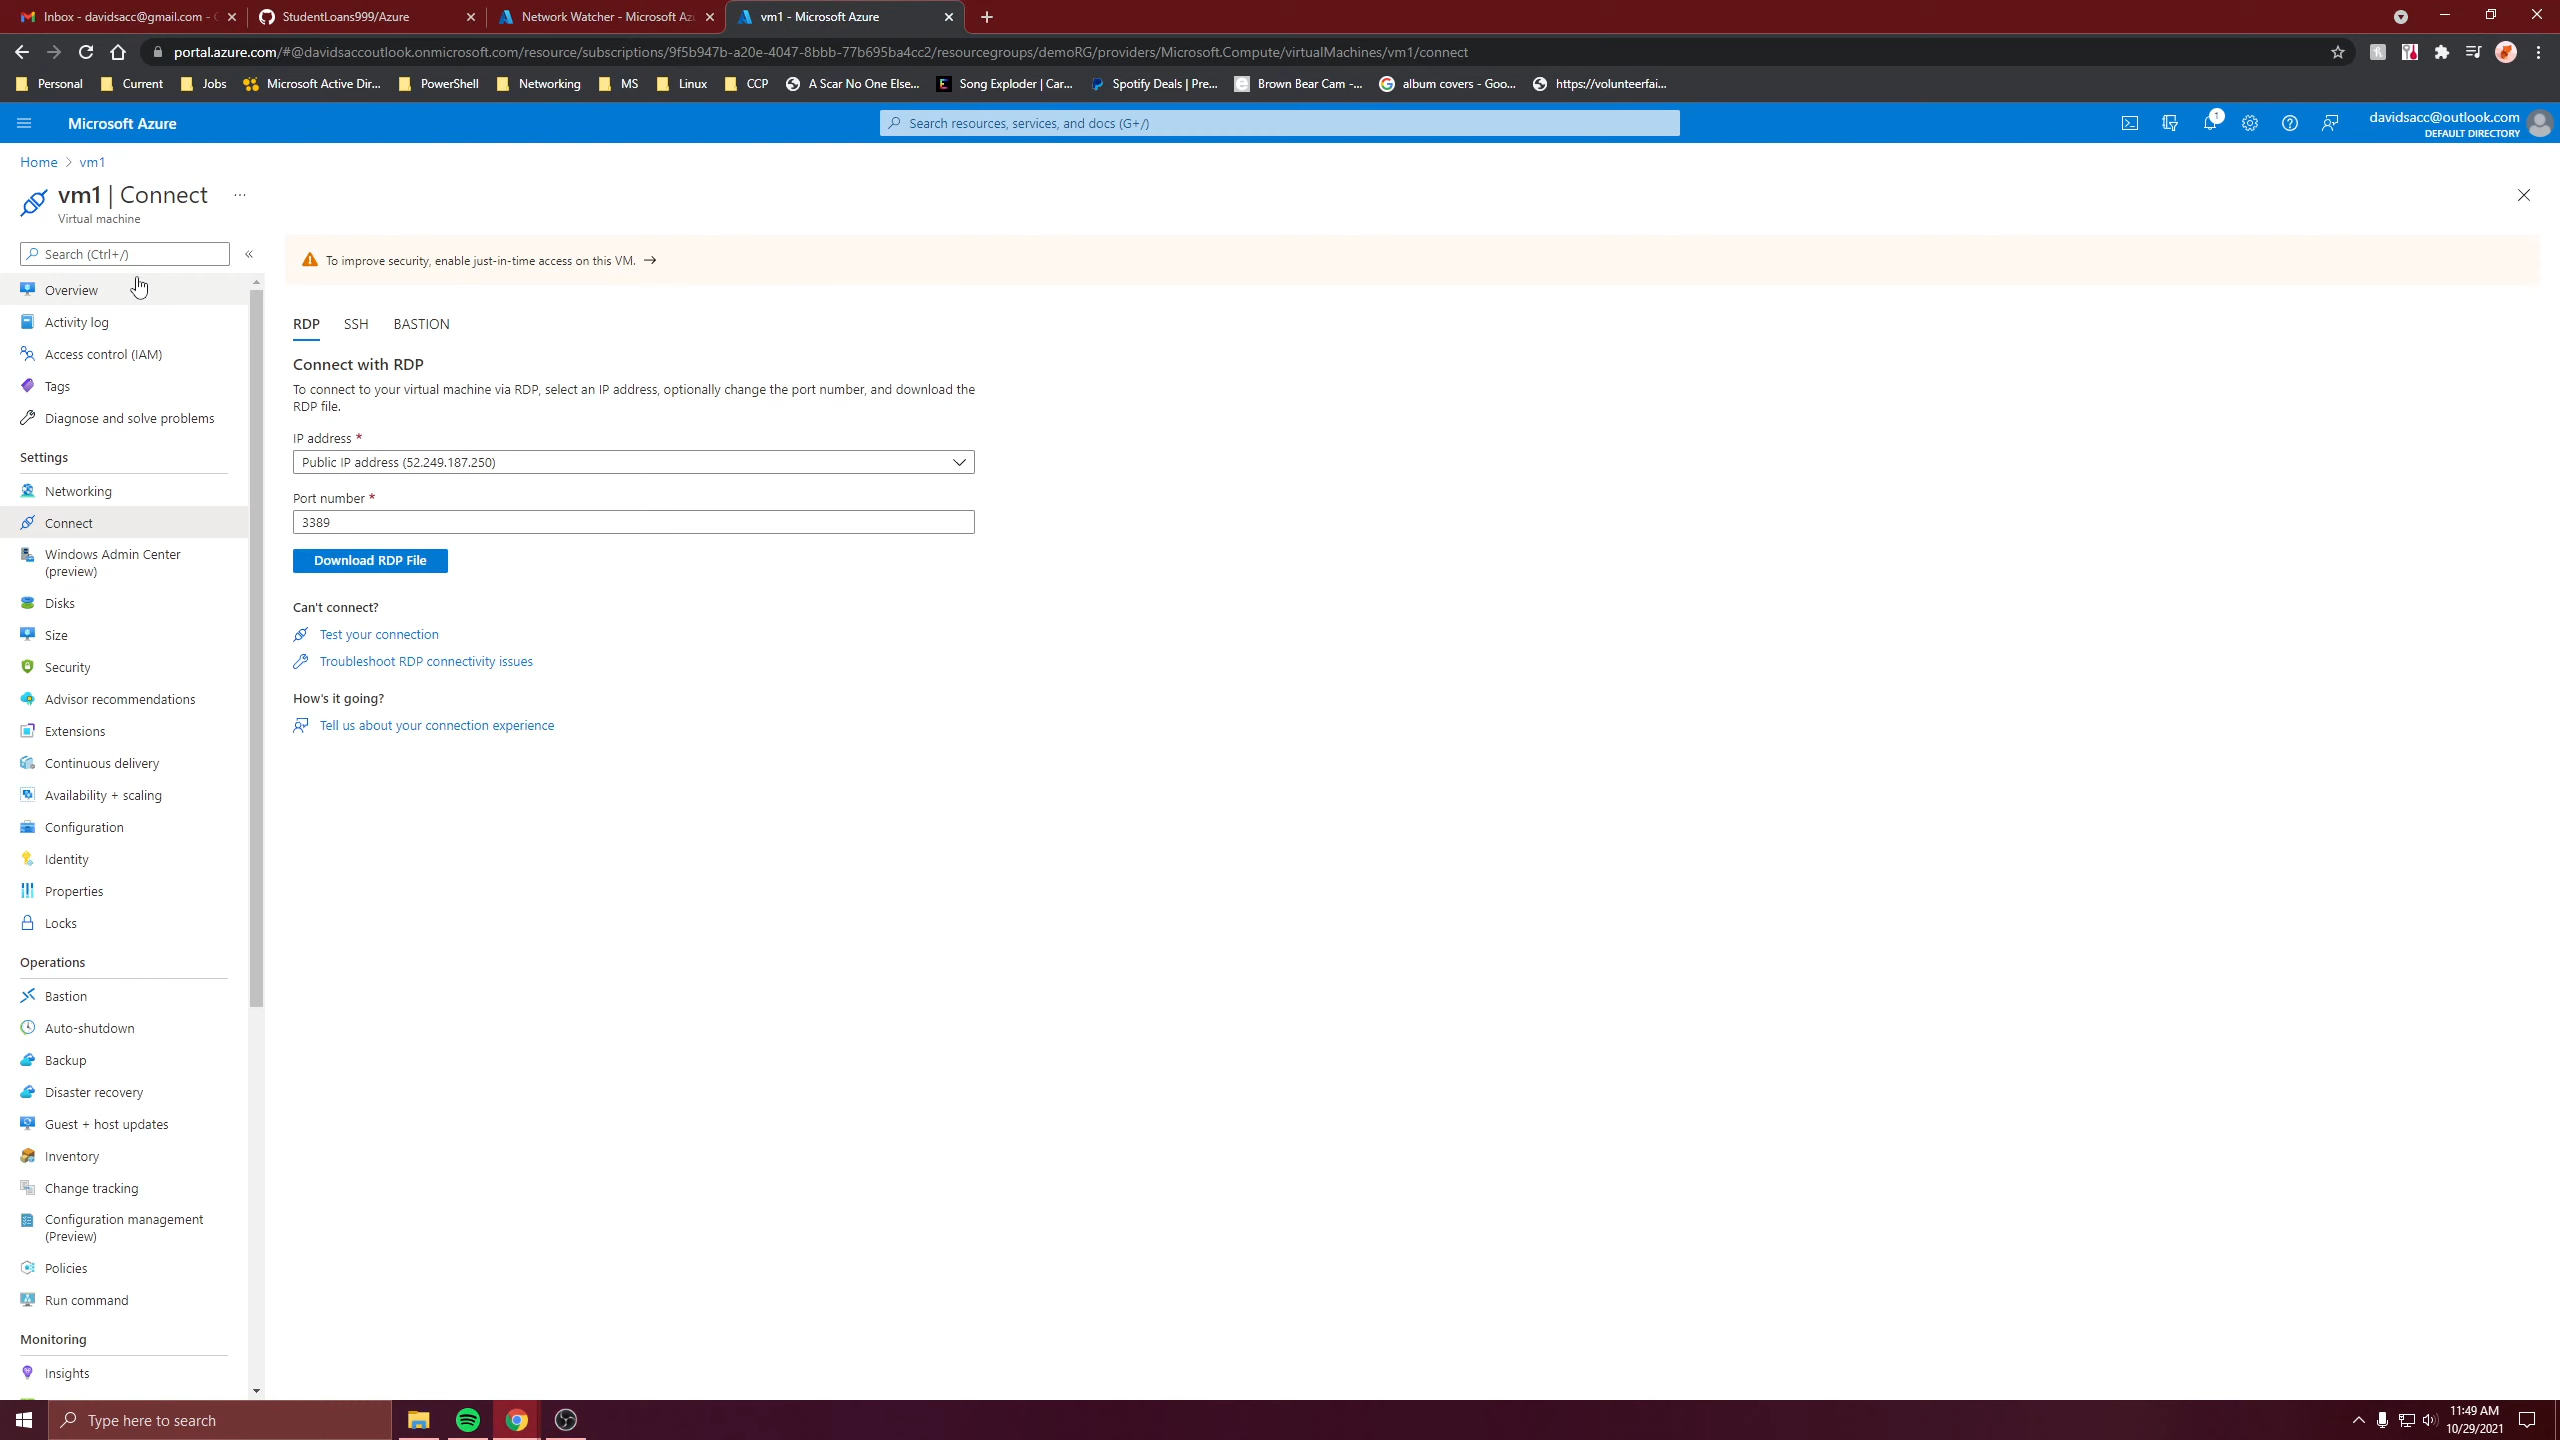 Inbox - davidsacc@gmail.com -
StudentLoans999/Azure
Network Watcher - Microsoft Az
vm1 - Microsoft Azure
portal.azure.com/#@davidsaccoutlook.onmicrosoft.com/resource/subscriptions/9f5b947b-a20e-4047-8bbb-77b695ba4cc2/resourcegroups/demoRG/providers/Microsoft.Compute/virtualMachines/vm1/connect
Personal
Current
Jobs
Microsoft Active Dir...
PowerShell
Networking
MS
Linux
CCP
A Scar No One Else...
Song Exploder | Car...
Spotify Deals | Pre...
Brown Bear Cam -...
album covers - Goo...
https://volunteerfai...
Microsoft Azure
Search resources, services, and docs (G+/)
1
davidsacc@outlook.com
DEFAULT DIRECTORY
Home > vm1
vm1 | Connect ...
Virtual machine
Search (Ctrl+/)
«
To improve security, enable just-in-time access on this VM. →
Overview
Activity log
Access control (IAM)
Tags
Diagnose and solve problems
Settings
Networking
Connect
Windows Admin Center
(preview)
Disks
Size
Security
Advisor recommendations
Extensions
Continuous delivery
Availability + scaling
Configuration
Identity
Properties
Locks
Operations
Bastion
Auto-shutdown
Backup
Disaster recovery
Guest + host updates
Inventory
Change tracking
Configuration management
(Preview)
Policies
Run command
Monitoring
Insights
RDP SSH BASTION
Connect with RDP
To connect to your virtual machine via RDP, select an IP address, optionally change the port number, and download the
RDP file.
IP address *
Public IP address (52.249.187.250)
Port number *
3389
Download RDP File
Can't connect?
Test your connection
Troubleshoot RDP connectivity issues
How's it going?
Tell us about your connection experience
Type here to search
11:49 AM
10/29/2021